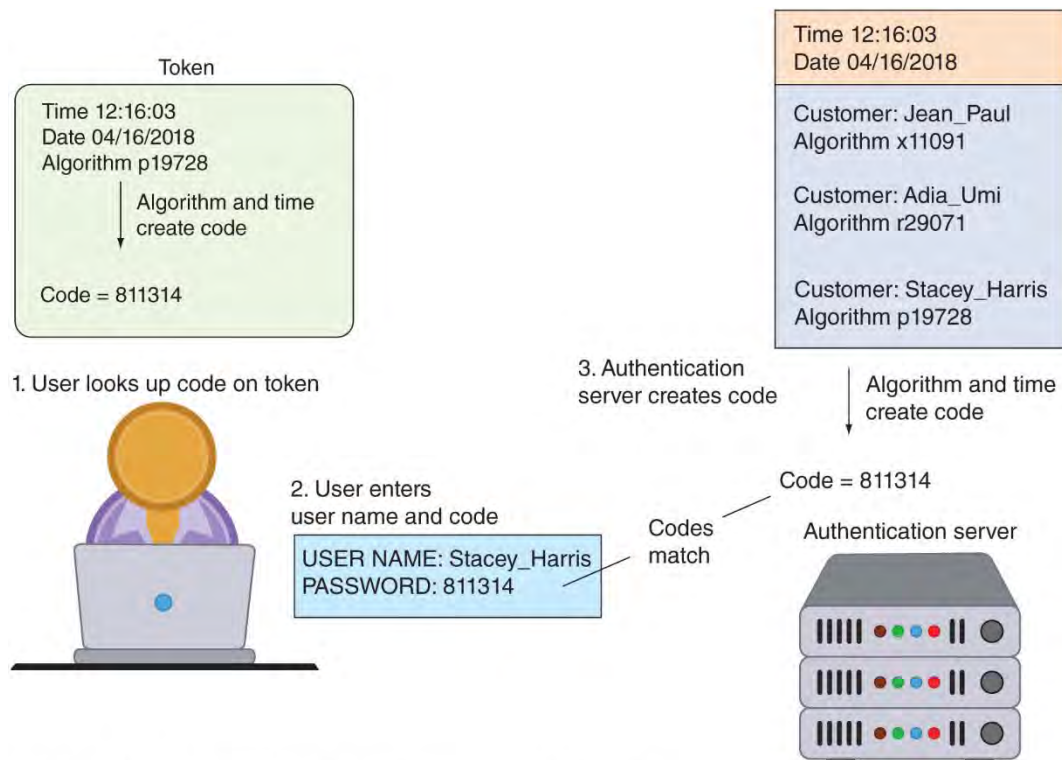 Token
Time 12:16:03
Date 04/16/2018
Algorithm p19728
Algorithm and time
create code
Code = 811314
1. User looks up code on token
2. User enters
user name and code
USER NAME: Stacey_Harris
PASSWORD: 811314
Time 12:16:03
Date 04/16/2018
Customer: Jean_Paul
Algorithm x11091
Customer: Adia_Umi
Algorithm r29071
Customer: Stacey_Harris
Algorithm p19728
3. Authentication
server creates code
Algorithm and time
create code
Code = 811314
Codes
match
Authentication server